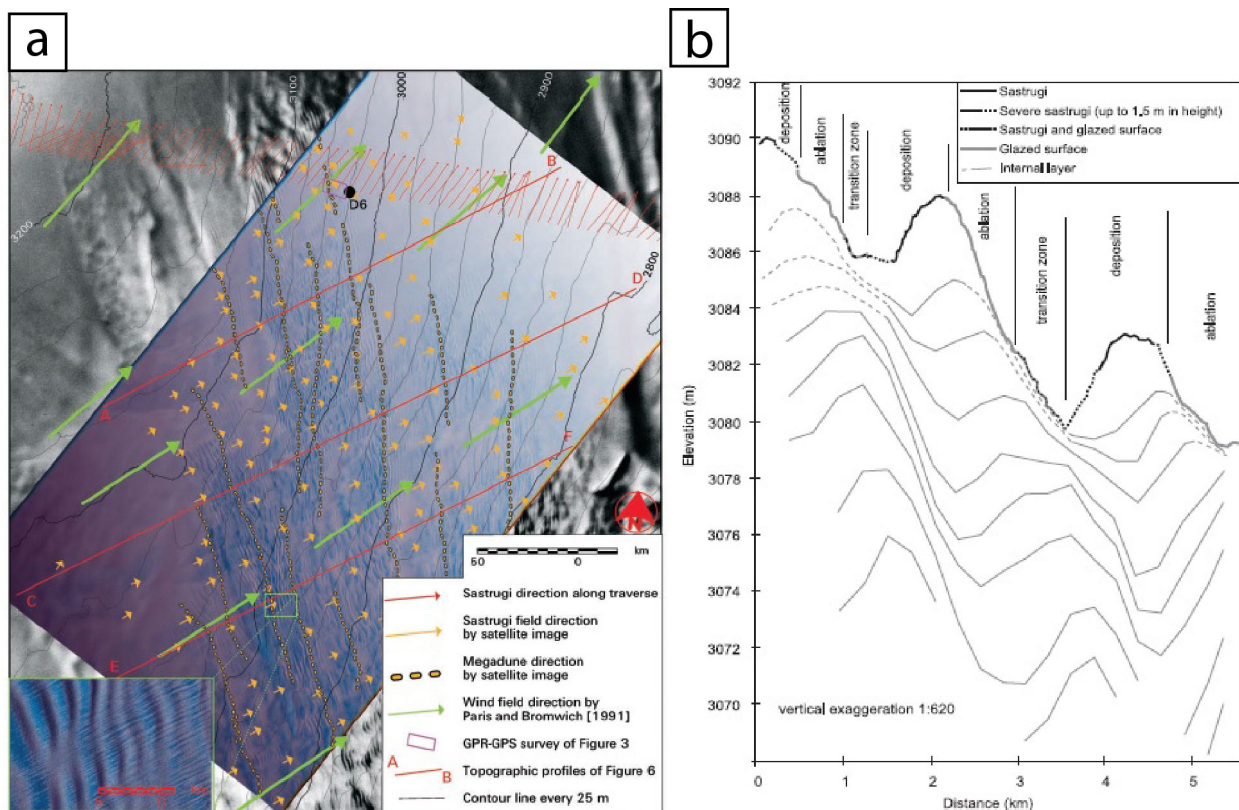 a
3100
3000
2900
B
D6
3200
D
2800
A
F
C
E
N
km
50
0
Sastrugi direction along traverse
Sastrugi field direction
by satellite image
Megadune direction
by satellite image
Wind field direction by
Paris and Bromwich [1991]
GPR-GPS survey of Figure 3
A
Topographic profiles of Figure 6
B
Contour line every 25 m
b
3092
3090
3088
3086
3084
3082
3080
3078
3076
3074
3072
3070
3068
Elevation (m)
deposition
ablation
transition zone
deposition
ablation
transition zone
deposition
ablation
Sastrugi
Severe sastrugi (up to 1.5 m in height)
Sastrugi and glazed surface
Glazed surface
Internal layer
vertical exaggeration 1:620
0
1
2
3
4
5
Distance (km)